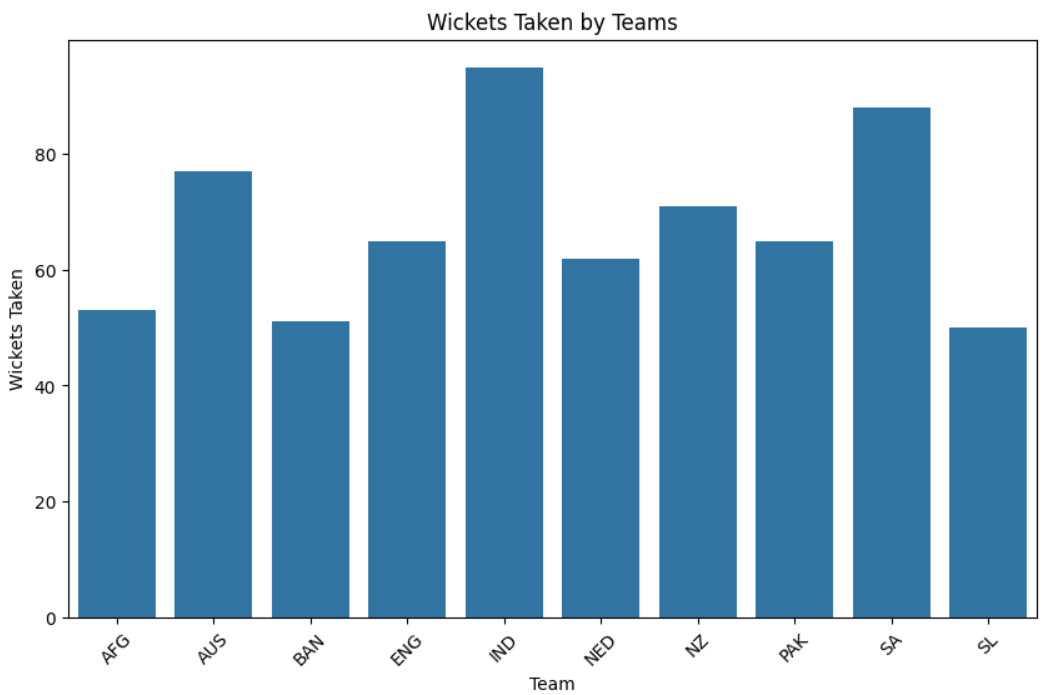 Wickets Taken by Teams
Wickets Taken
80
60
40
20
0
AFG
AUS
BAN
ENG
IND
NED
NZ
PAK
SA
SL
Team